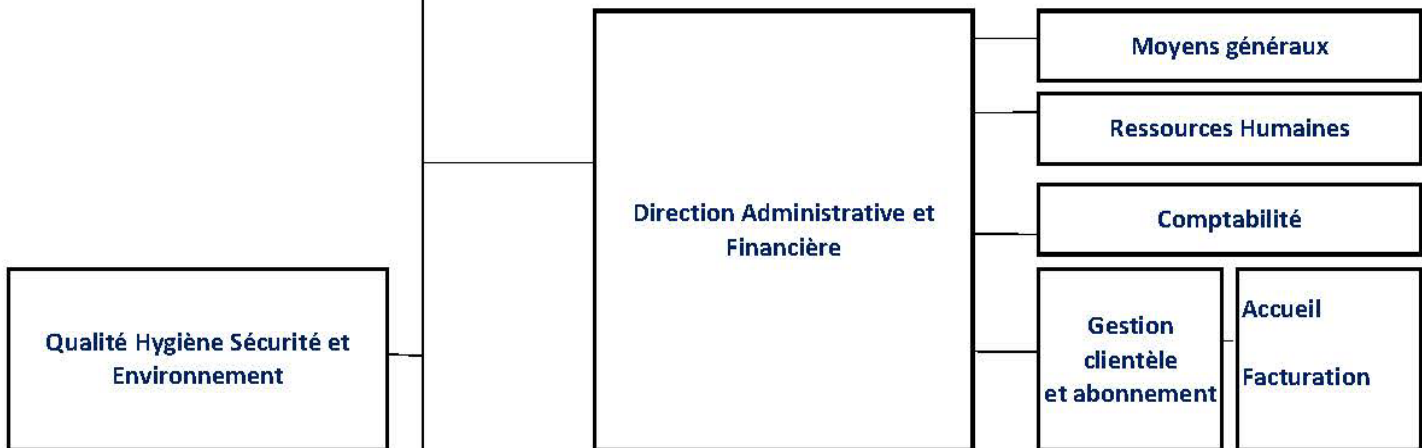 Moyens généraux
Ressources Humaines
Direction Administrative et
Financière
Comptabilité
Qualité Hygiène Sécurité et
Environnement
Gestion
clientèle
et abonnement
Accueil
Facturation